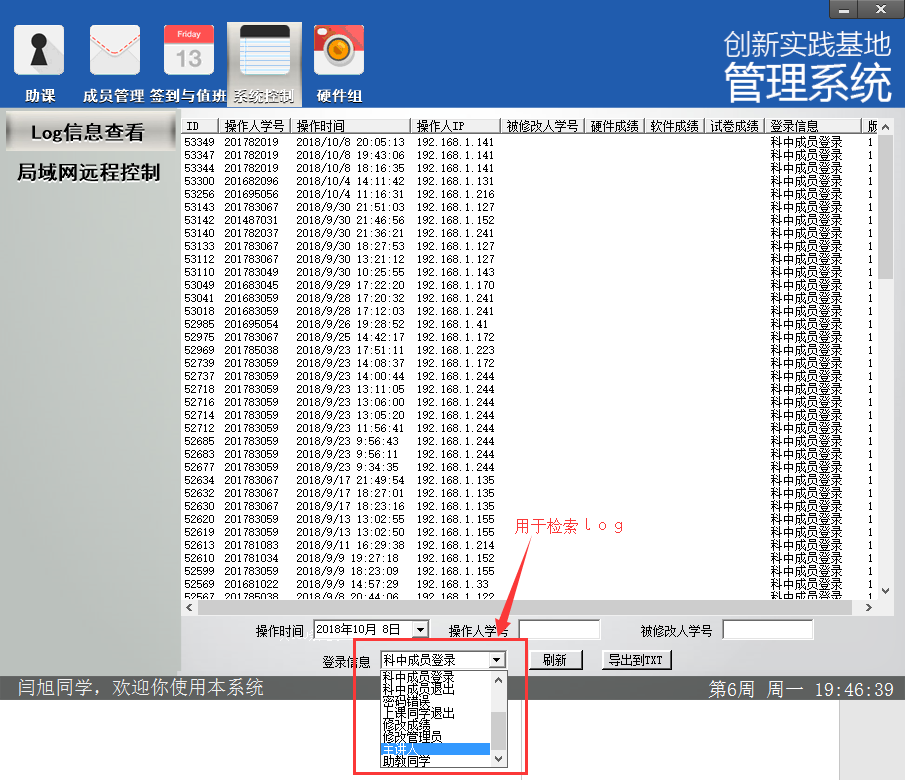 Friday
13
助课 成员管理 签到与值班 系统控制 硬件组
创新实践基地
管理系统
Log信息查看
局域网远程控制
ID 操作人学号 操作时间 操作人IP 被修改人学号 硬件成绩 软件成绩 试卷成绩 登录信息 版
53349 201782019 2018/10/8 20:05:13 192.168.1.141 科中成员登录 1
53347 201782019 2018/10/8 19:43:06 192.168.1.141 科中成员登录 1
53344 201782019 2018/10/8 18:16:35 192.168.1.141 科中成员登录 1
53300 201682096 2018/10/4 14:11:42 192.168.1.131 科中成员登录 1
53256 201695056 2018/10/4 11:16:31 192.168.1.216 科中成员登录 1
53143 201783067 2018/9/30 21:51:03 192.168.1.127 科中成员登录 1
53142 201487031 2018/9/30 21:46:56 192.168.1.152 科中成员登录 1
53140 201782037 2018/9/30 21:36:21 192.168.1.241 科中成员登录 1
53133 201783067 2018/9/30 18:27:53 192.168.1.127 科中成员登录 1
53112 201783067 2018/9/30 13:21:12 192.168.1.127 科中成员登录 1
53110 201783049 2018/9/30 10:25:55 192.168.1.143 科中成员登录 1
53049 201683045 2018/9/29 17:22:20 192.168.1.170 科中成员登录 1
53041 201683059 2018/9/28 17:20:32 192.168.1.241 科中成员登录 1
53018 201683059 2018/9/28 17:12:03 192.168.1.241 科中成员登录 1
52985 201695054 2018/9/26 19:28:52 192.168.1.41 科中成员登录 1
52975 201783067 2018/9/25 14:42:17 192.168.1.172 科中成员登录 1
52969 201785038 2018/9/23 17:51:11 192.168.1.223 科中成员登录 1
52739 201783059 2018/9/23 14:08:37 192.168.1.172 科中成员登录 1
52737 201783059 2018/9/23 14:00:44 192.168.1.244 科中成员登录 1
52718 201783059 2018/9/23 13:11:05 192.168.1.244 科中成员登录 1
52716 201783059 2018/9/23 13:06:00 192.168.1.244 科中成员登录 1
52714 201783059 2018/9/23 13:05:20 192.168.1.244 科中成员登录 1
52712 201783059 2018/9/23 11:56:41 192.168.1.244 科中成员登录 1
52685 201783059 2018/9/23 9:56:43 192.168.1.244 科中成员登录 1
52683 201783059 2018/9/23 9:56:11 192.168.1.244 科中成员登录 1
52677 201783059 2018/9/23 9:34:35 192.168.1.244 科中成员登录 1
52634 201783067 2018/9/17 21:49:54 192.168.1.135 科中成员登录 1
52632 201783067 2018/9/17 18:27:01 192.168.1.135 科中成员登录 1
52630 201783067 2018/9/17 18:23:16 192.168.1.135 科中成员登录 1
52620 201783059 2018/9/13 13:02:55 192.168.1.155 科中成员登录 1
52619 201783059 2018/9/13 13:02:50 192.168.1.155 科中成员登录 1
52613 201781083 2018/9/11 16:29:38 192.168.1.214 科中成员登录 1
52610 201781034 2018/9/9 19:27:18 192.168.1.152 科中成员登录 1
52599 201783059 2018/9/9 18:23:09 192.168.1.155 科中成员登录 1
52569 201681022 2018/9/9 14:57:29 192.168.1.33 科中成员登录 1
52567 201785038 2018/9/8 20:44:06 192.168.1.122 科中成员登录 1
用于检索log
操作时间 2018年10月 8日 操作人学号 被修改人学号
登录信息 科中成员登录 刷新 导出到TXT
科中成员登录
科中成员退出
密码错误
上课同学退出
修改成绩
修改管理员
主讲人
助教同学
闫旭同学，欢迎你使用本系统 第6周 周一 19:46:39